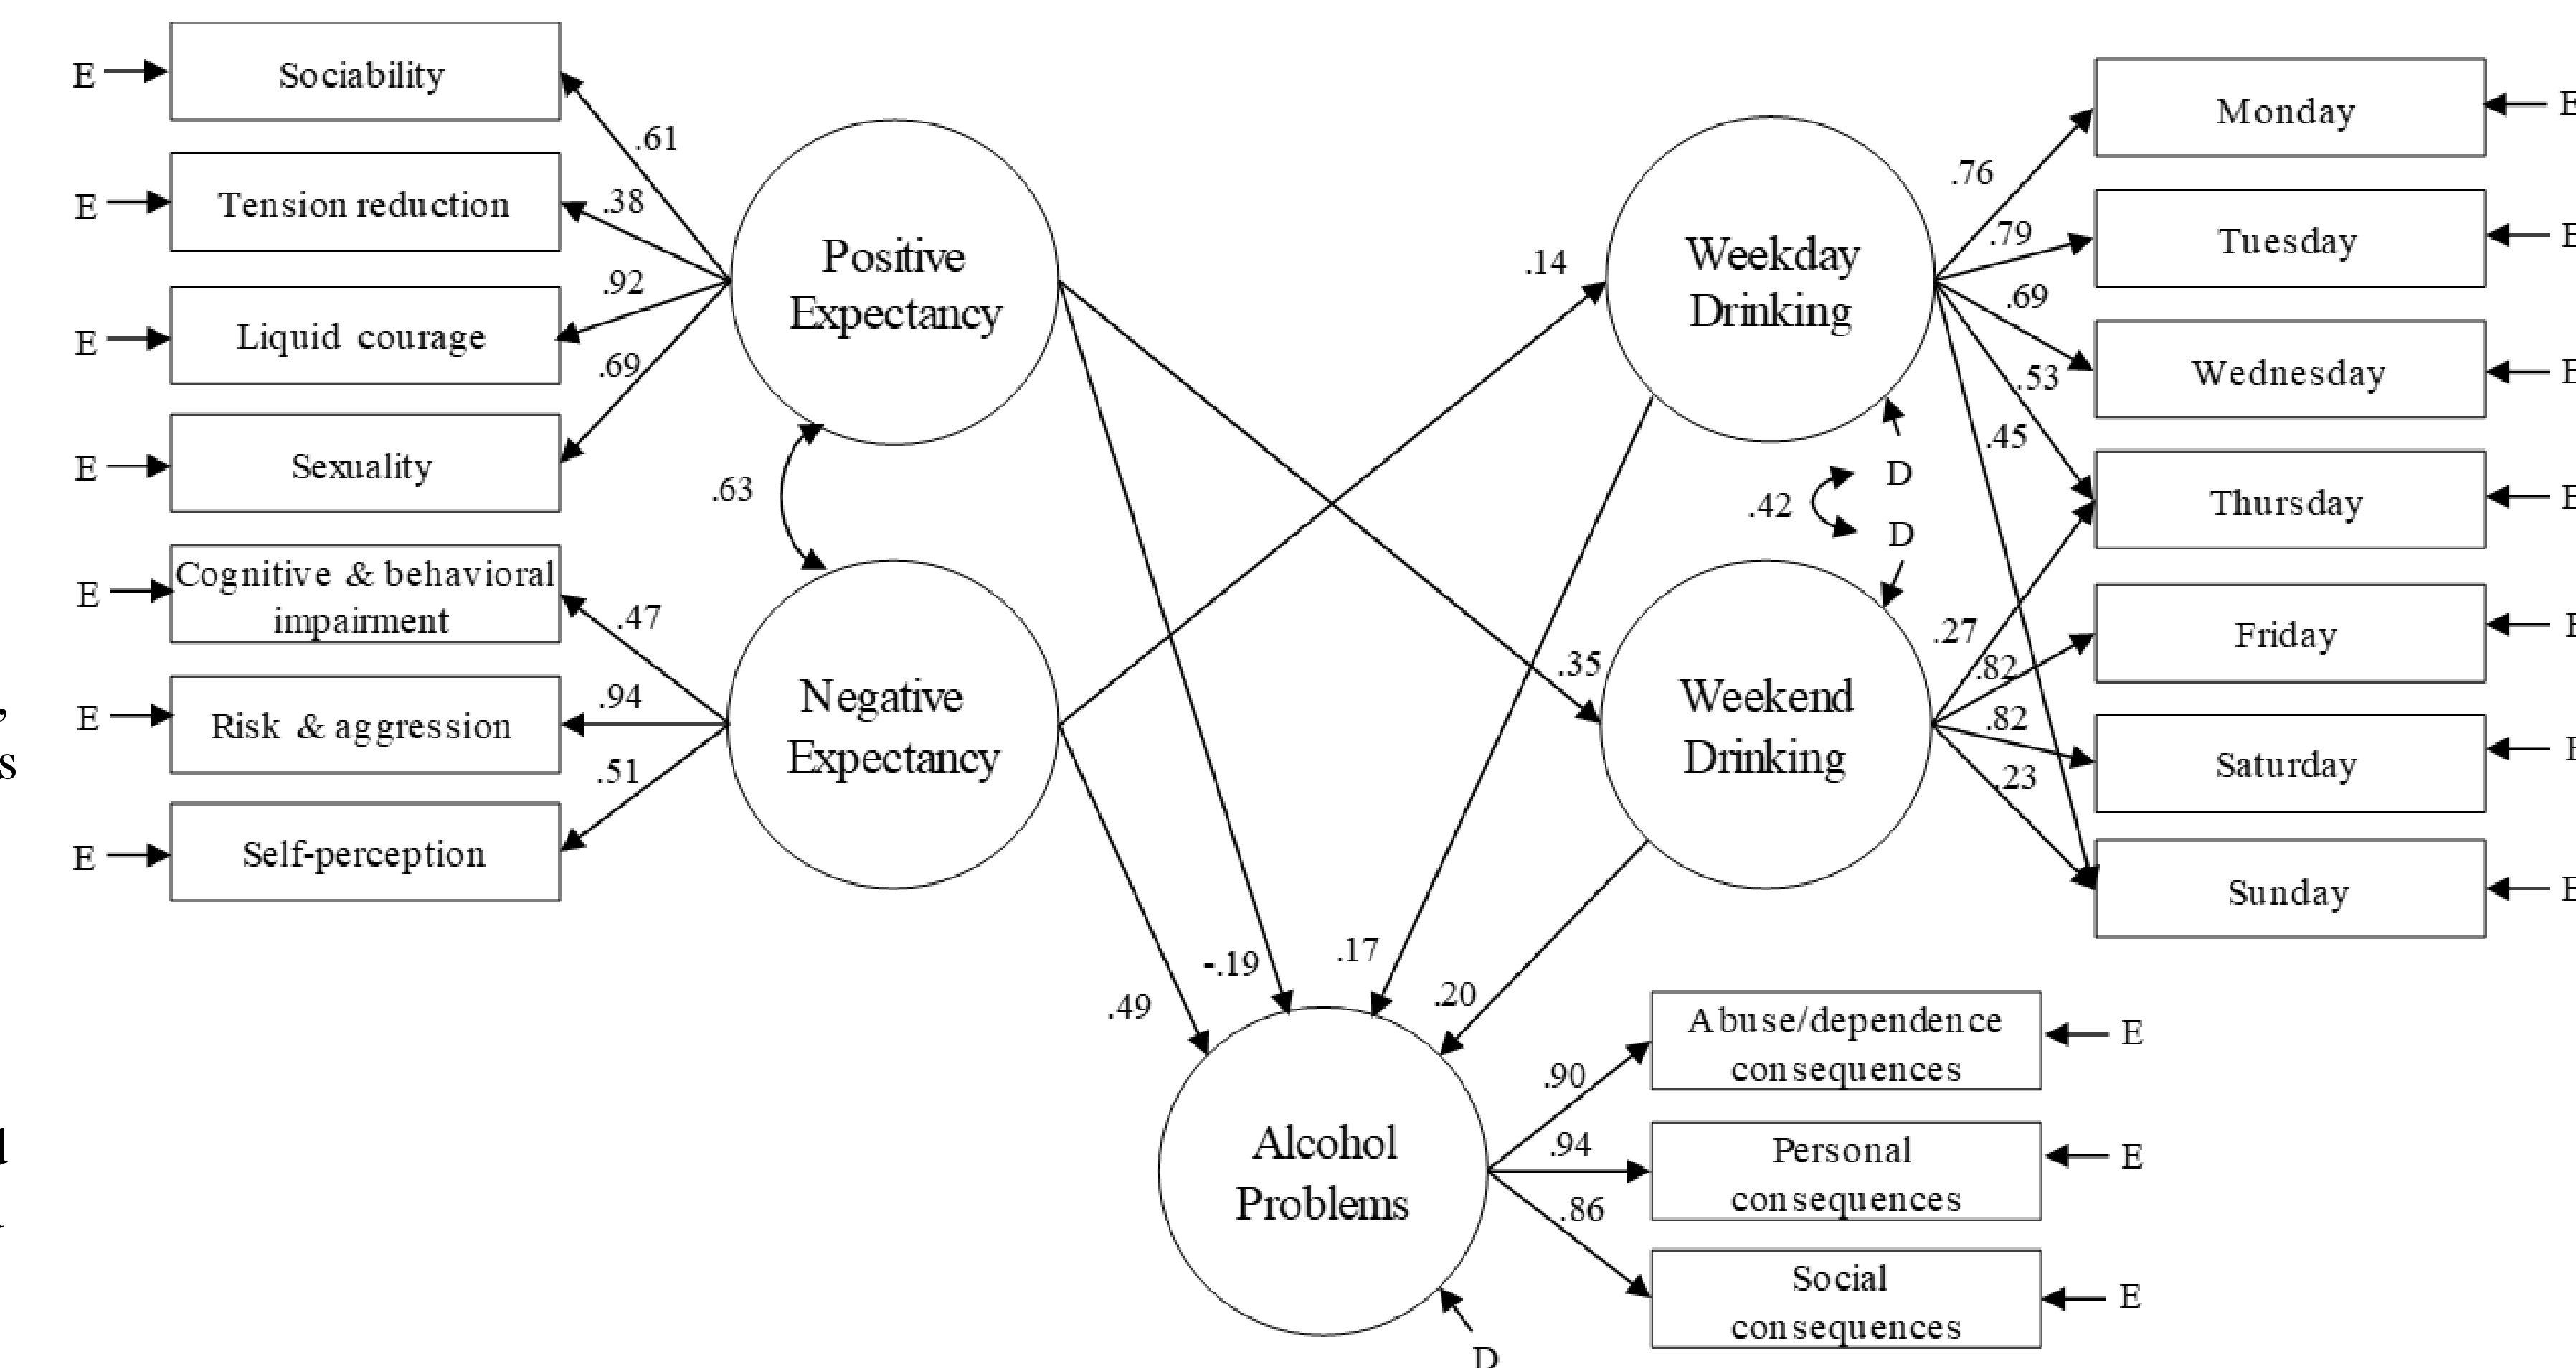 E
Sociability
.61
E
Tension reduction
.38
E
Liquid courage
.92
E
Sexuality
.69
Positive
Expectancy
.63
E
Cognitive & behavioral
impairment
.47
E
Risk & aggression
.94
E
Self-perception
.51
Negative
Expectancy
,
s
.14
Weekday
Drinking
.42
D
D
.35
Weekend
Drinking
.76
Monday
E
.79
Tuesday
E
.69
Wednesday
E
.53
.45
Thursday
E
.27
.82
Friday
E
.82
Saturday
E
.23
Sunday
E
.49
-.19
.17
.20
Alcohol
Problems
D
.90
Abuse/dependence
consequences
E
.94
Personal
consequences
E
.86
Social
consequences
E